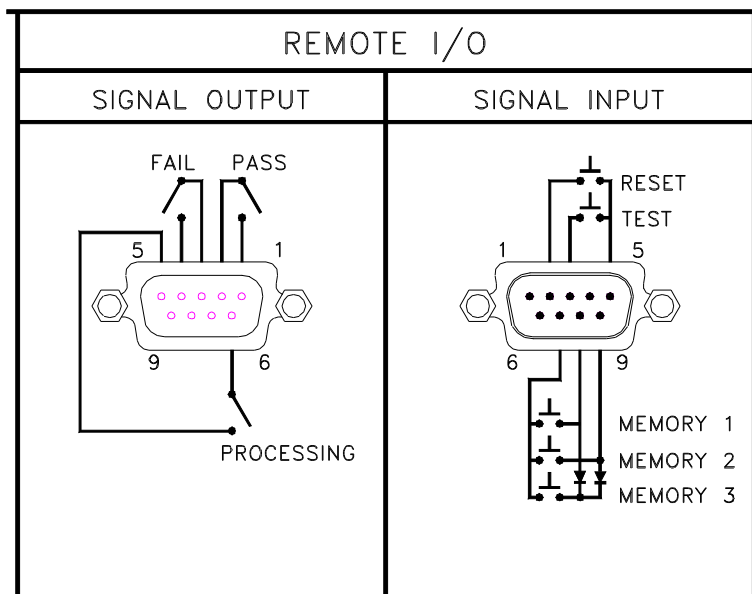 REMOTE I/O
SIGNAL OUTPUT
SIGNAL INPUT
FAIL PASS
5 1
9 6
PROCESSING
RESET
TEST
1 5
6 9
MEMORY 1
MEMORY 2
MEMORY 3